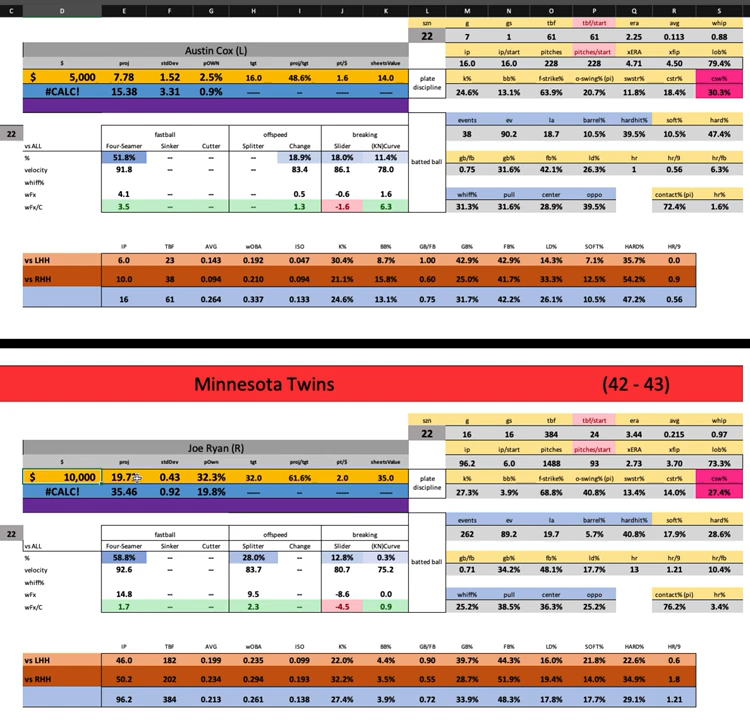 C D E F G H I J K L M N O P Q R S
szn g gs tbf tbf/start era avg whip
22 7 1 61 61 2.25 0.113 0.88
Austin Cox (L) ip ip/start pitches pitches/start xERA xfip lob%
$ proj stdDev pOWN tgt proj/tgt pt/$ sheetsValue 16.0 16.0 228 228 4.71 4.50 79.4%
$ 5,000 7.78 1.52 2.5% 16.0 48.6% 1.6 14.0 plate discipline k% bb% f-strike% o-swing% (pi) swstr% cstr% csw%
#CALC! 15.38 3.31 0.9% ---- -- ---- ---- 24.6% 13.1% 63.9% 20.7% 11.8% 18.4% 30.3%
events ev la barrel% hardhit% soft% hard%
22 fastball offspeed breaking 38 90.2 18.7 10.5% 39.5% 10.5% 47.4%
vs ALL Four-Seamer Sinker Cutter Splitter Change Slider (KN)Curve batted ball gb/fb gb% fb% ld% hr hr/9 hr/fb
% 51.8% -- -- -- 18.9% 18.0% 11.4% 0.75 31.6% 42.1% 26.3% 1 0.56 6.3%
velocity 91.8 -- -- -- 83.4 86.1 78.0
whiff%
wFx 4.1 0.5 -0.6 1.6 whiff% pull center oppo contact% (pi) hr%
wFx/C 3.5 -- -- -- 1.3 -1.6 6.3 31.3% 31.6% 28.9% 39.5% 72.4% 1.6%
IP TBF AVG wOBA ISO K% BB% GB/FB GB% FB% LD% SOFT% HARD% HR/9
vs LHH 6.0 23 0.143 0.192 0.047 30.4% 8.7% 1.00 42.9% 42.9% 14.3% 7.1% 35.7% 0.0
vs RHH 10.0 38 0.094 0.210 0.094 21.1% 15.8% 0.60 25.0% 41.7% 33.3% 12.5% 54.2% 0.9
16 61 0.264 0.337 0.133 24.6% 13.1% 0.75 31.7% 42.2% 26.1% 10.5% 47.2% 0.56
Minnesota Twins (42 - 43)
szn g gs tbf tbf/start era avg whip
22 16 16 384 24 3.44 0.215 0.97
Joe Ryan (R) ip ip/start pitches pitches/start xERA xfip lob%
$ proj stdDev pOwn tgt proj/tgt pt/$ sheetsValue 96.2 6.0 1488 93 2.73 3.70 73.3%
$ 10,000 0.43 32.3% 32.0 61.6% 2.0 35.0 plate discipline k% bb% f-strike% o-swing% (pi) swstr% cstr% csw%
#CALC! 35.46 0.92 19.8% ---- -- ---- ---- 27.3% 3.9% 68.8% 40.8% 13.4% 14.0% 27.4%
events ev la barrel% hardhit% soft% hard%
22 fastball offspeed breaking 262 89.2 19.7 5.7% 40.8% 17.9% 28.6%
vs ALL Four-Seamer Sinker Cutter Splitter Change Slider (KN)Curve batted ball gb/fb gb% fb% ld% hr hr/9 hr/fb
% 58.8% -- -- 28.0% -- 12.8% 0.3% 0.71 34.2% 48.1% 17.7% 13 1.21 10.4%
velocity 92.6 -- -- 83.7 -- 80.7 75.2
whiff%
wFx 14.8 9.5 -8.6 0.0 whiff% pull center oppo contact% (pi) hr%
wFx/C 1.7 -- -- 2.3 -- -4.5 0.9 25.2% 38.5% 36.3% 25.2% 76.2% 3.4%
IP TBF AVG wOBA ISO K% BB% GB/FB GB% FB% LD% SOFT% HARD% HR/9
vs LHH 46.0 182 0.199 0.235 0.099 22.0% 4.4% 0.90 39.7% 44.3% 16.0% 21.8% 22.6% 0.6
vs RHH 50.2 202 0.234 0.294 0.193 32.2% 3.5% 0.55 28.7% 51.9% 19.4% 14.0% 34.9% 1.8
96.2 384 0.213 0.261 0.138 27.4% 3.9% 0.72 33.9% 48.3% 17.8% 17.7% 29.1% 1.21